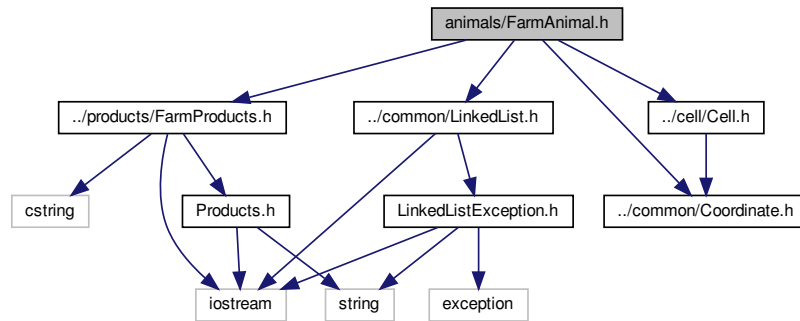 animals/FarmAnimal.h
../products/FarmProducts.h
../common/LinkedList.h
../cell/Cell.h
cstring
Products.h
LinkedListException.h
../common/Coordinate.h
iostream
string
exception